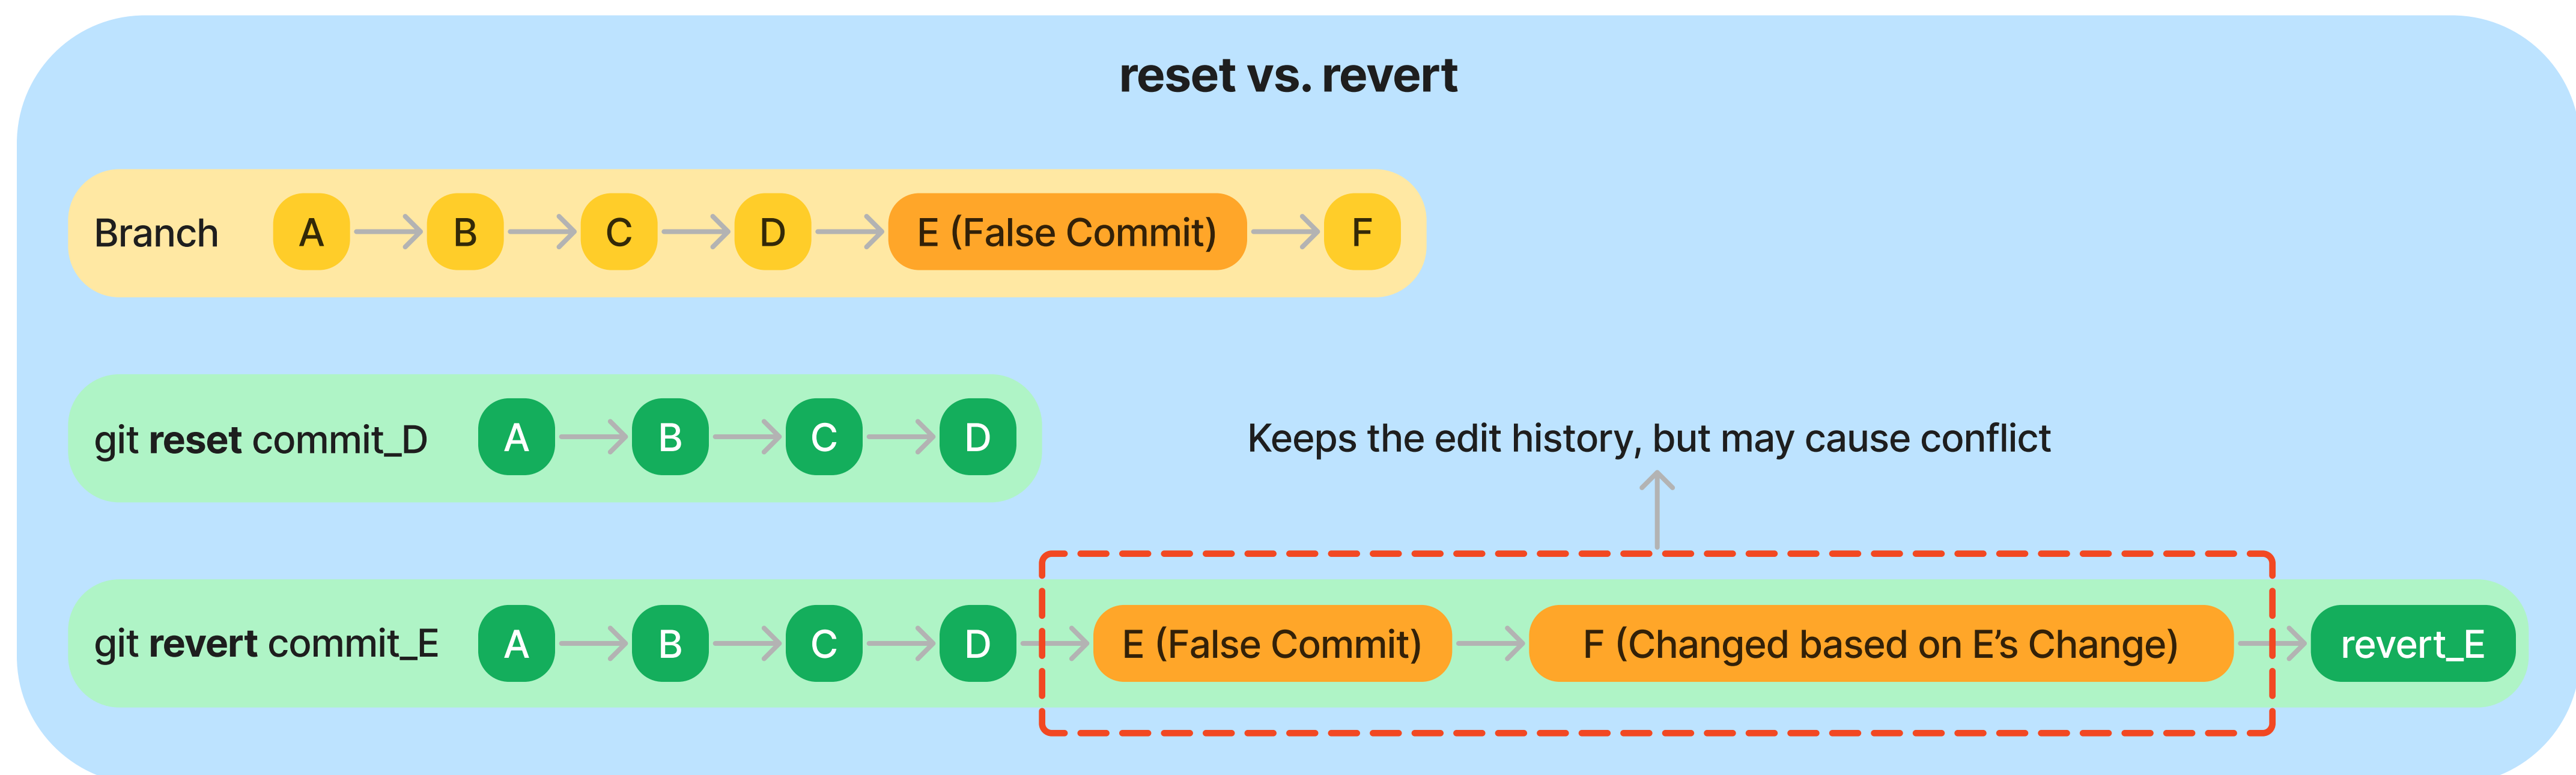 reset vs. revert
Branch A B C D E (False Commit) F
git reset commit_D A B C D
Keeps the edit history, but may cause conflict
git revert commit_E A B C D E (False Commit) F (Changed based on E’s Change) revert_E